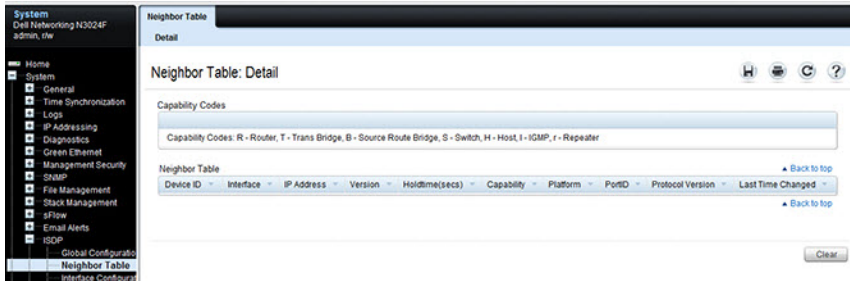 System
Dell Networking N3024F
admin, r/w
Home
System
General
Time Synchronization
Logs
IP Addressing
Diagnostics
Green Ethernet
Management Security
SNMP
File Management
Stack Management
sFlow
Email Alerts
ISDP
Global Configuratio
Neighbor Table
Interface Configurat
Neighbor Table
Detail
Neighbor Table: Detail
Capability Codes
Capability Codes: R - Router, T - Trans Bridge, B - Source Route Bridge, S - Switch, H - Host, I - IGMP, r - Repeater
Neighbor Table
Back to top
Device ID Interface IP Address Version Holdtime(secs) Capability Platform PortID Protocol Version Last Time Changed
Back to top
Clear